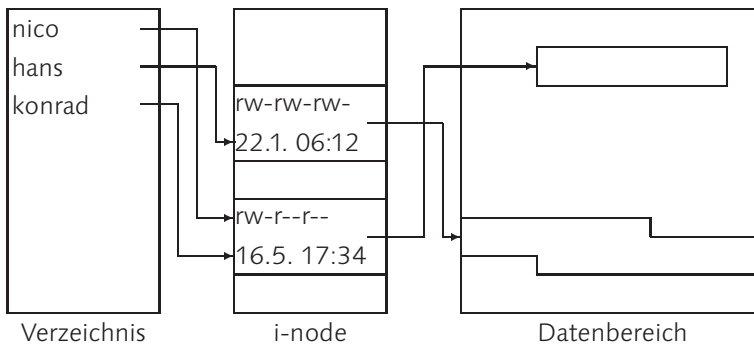 nico
hans
konrad
rw-rw-rw-
22.1. 06:12
rw-r--r--
16.5. 17:34
Verzeichnis
i-node
Datenbereich